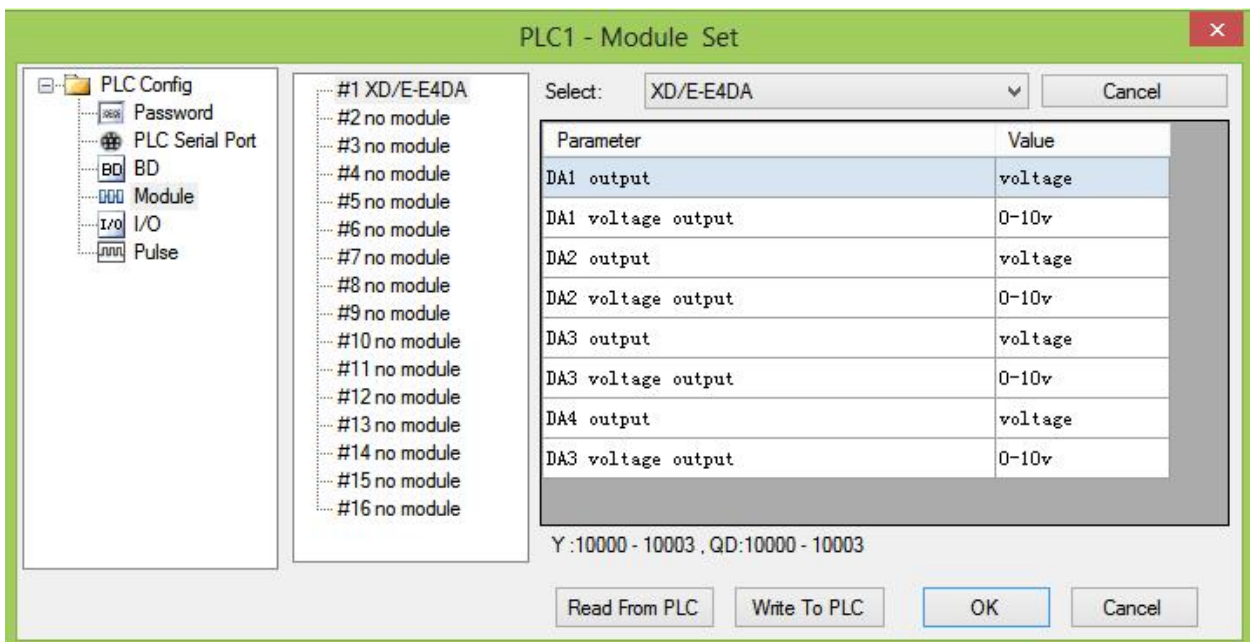 PLC1 - Module Set
PLC Config
Password
PLC Serial Port
BD BD
Module
I/O I/O
Pulse
#1 XD/E-E4DA
#2 no module
#3 no module
#4 no module
#5 no module
#6 no module
#7 no module
#8 no module
#9 no module
#10 no module
#11 no module
#12 no module
#13 no module
#14 no module
#15 no module
#16 no module
Select: XD/E-E4DA Cancel
Parameter Value
DA1 output voltage
DA1 voltage output 0-10v
DA2 output voltage
DA2 voltage output 0-10v
DA3 output voltage
DA3 voltage output 0-10v
DA4 output voltage
DA3 voltage output 0-10v
Y :10000 - 10003 , QD:10000 - 10003
Read From PLC Write To PLC OK Cancel